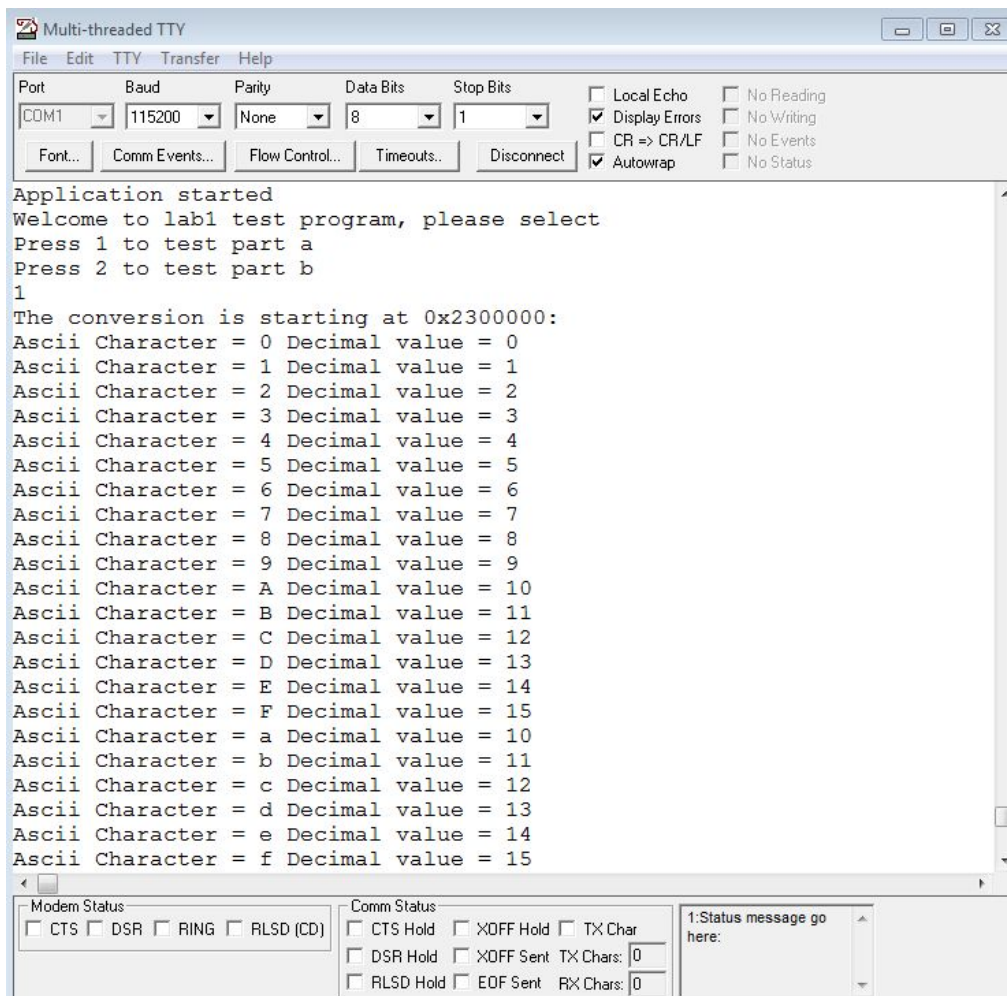 Multi-threaded TTY
File Edit TTY Transfer Help
Port Baud Parity Data Bits Stop Bits
COM1 115200 None 8 1
Font... Comm Events... Flow Control... Timeouts.. Disconnect
Local Echo No Reading
Display Errors No Writing
CR => CR/LF No Events
Autowrap No Status
Application started
Welcome to lab1 test program, please select
Press 1 to test part a
Press 2 to test part b
1
The conversion is starting at 0x2300000:
Ascii Character = 0 Decimal value = 0
Ascii Character = 1 Decimal value = 1
Ascii Character = 2 Decimal value = 2
Ascii Character = 3 Decimal value = 3
Ascii Character = 4 Decimal value = 4
Ascii Character = 5 Decimal value = 5
Ascii Character = 6 Decimal value = 6
Ascii Character = 7 Decimal value = 7
Ascii Character = 8 Decimal value = 8
Ascii Character = 9 Decimal value = 9
Ascii Character = A Decimal value = 10
Ascii Character = B Decimal value = 11
Ascii Character = C Decimal value = 12
Ascii Character = D Decimal value = 13
Ascii Character = E Decimal value = 14
Ascii Character = F Decimal value = 15
Ascii Character = a Decimal value = 10
Ascii Character = b Decimal value = 11
Ascii Character = c Decimal value = 12
Ascii Character = d Decimal value = 13
Ascii Character = e Decimal value = 14
Ascii Character = f Decimal value = 15
Modem Status
CTS DSR RING RLSD (CD)
Comm Status
CTS Hold XOFF Hold TX Char
DSR Hold XOFF Sent TX Chars: 0
RLSD Hold EOF Sent RX Chars: 0
1:Status message go
here: